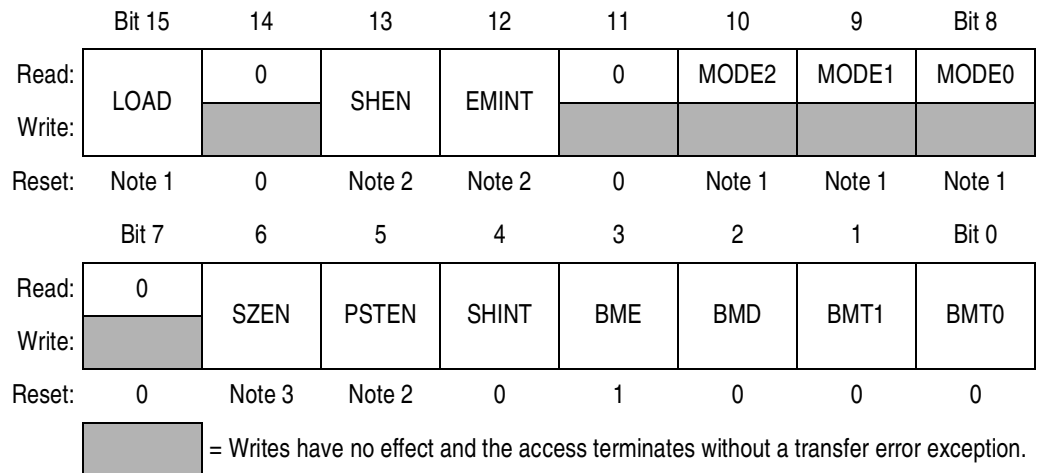 Bit 15 14 13 12 11 10 9 Bit 8
Read: LOAD 0 SHEN EMINT 0 MODE2 MODE1 MODE0
Write:
Reset: Note 1 0 Note 2 Note 2 0 Note 1 Note 1 Note 1
Bit 7 6 5 4 3 2 1 Bit 0
Read: 0 SZEN PSTEN SHINT BME BMD BMT1 BMT0
Write:
Reset: 0 Note 3 Note 2 0 1 0 0 0
= Writes have no effect and the access terminates without a transfer error exception.